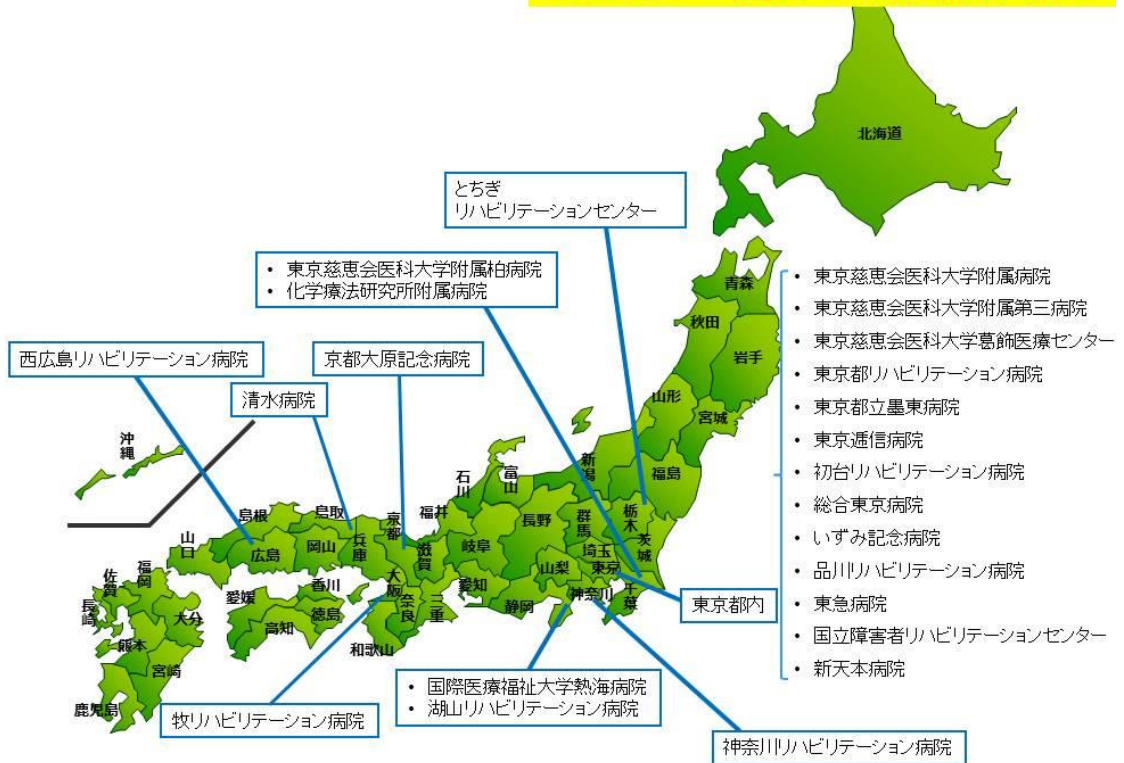 北海道
とちぎ
リハビリテーションセンター
• 東京慈恵会医科大学附属柏病院
• 化学療法研究所附属病院
西広島リハビリテーション病院
京都大原記念病院
清水病院
青森
秋田
岩手
山形
宮城
福島
新潟
沖縄
石川
富山
福井
長野
群馬
栃木
茨城
埼玉
東京
千葉
神奈川
山梨
静岡
岐阜
愛知
滋賀
三重
京都
大阪
奈良
和歌山
兵庫
鳥取
島根
岡山
広島
山口
香川
徳島
愛媛
高知
福岡
佐賀
長崎
大分
熊本
宮崎
鹿児島
• 東京慈恵会医科大学附属病院
• 東京慈恵会医科大学附属第三病院
• 東京慈恵会医科大学葛飾医療センター
• 東京都リハビリテーション病院
• 東京都立墨東病院
• 東京逓信病院
• 初台リハビリテーション病院
• 総合東京病院
• いずみ記念病院
• 品川リハビリテーション病院
• 東急病院
• 国立障害者リハビリテーションセンター
• 新天本病院
東京都内
• 国際医療福祉大学熱海病院
• 湖山リハビリテーション病院
牧リハビリテーション病院
神奈川リハビリテーション病院